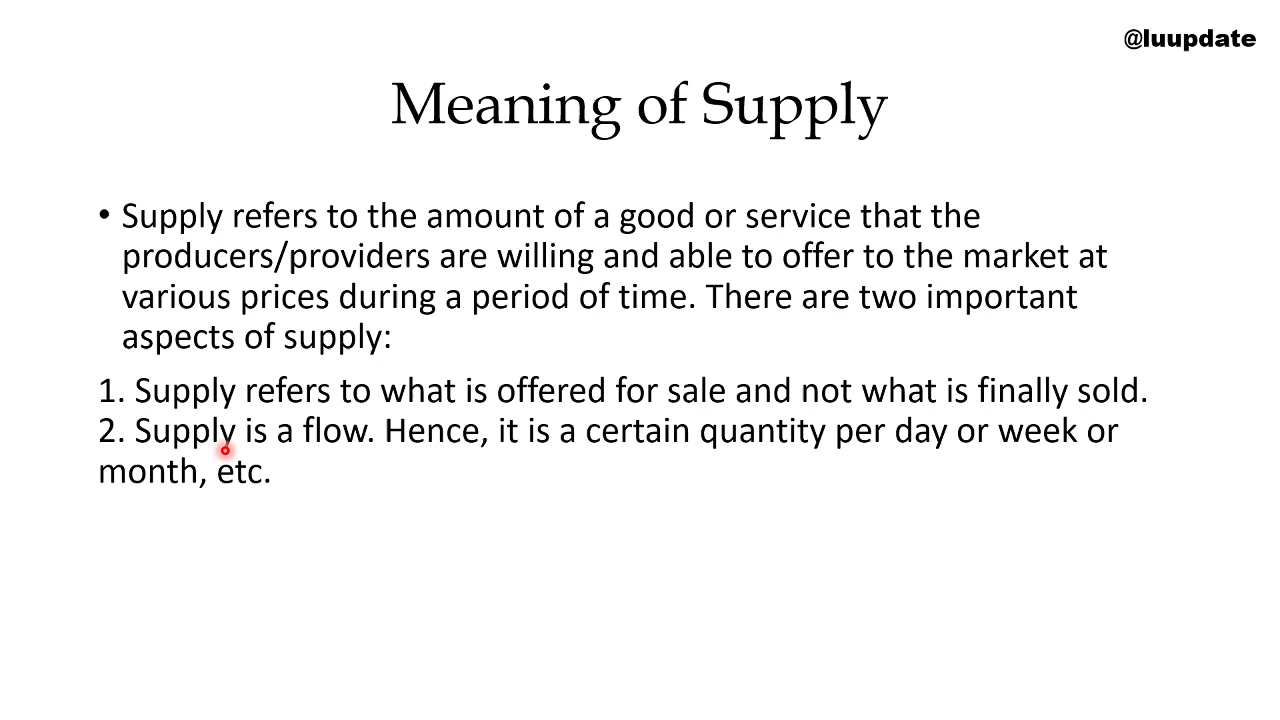 @luupdate
Meaning of Supply
• Supply refers to the amount of a good or service that the
producers/providers are willing and able to offer to the market at
various prices during a period of time. There are two important
aspects of supply:
1. Supply refers to what is offered for sale and not what is finally sold.
2. Supply is a flow. Hence, it is a certain quantity per day or week or
month, etc.